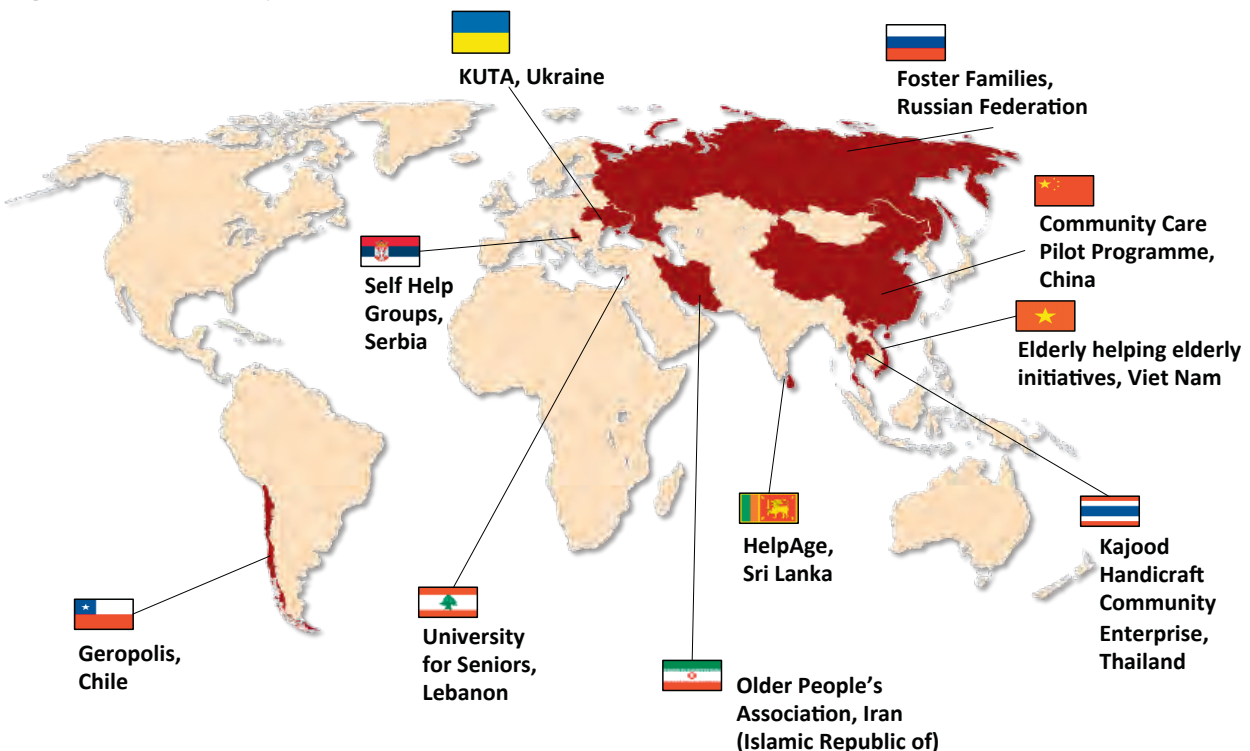 KUTA, Ukraine
Foster Families,
Russian Federation
Community Care
Pilot Programme,
China
Self Help
Groups,
Serbia
Elderly helping elderly
initiatives, Viet Nam
HelpAge,
Sri Lanka
Kajood
Handicraft
Community
Enterprise,
Thailand
University
for Seniors,
Lebanon
Geropolis,
Chile
Older People’s
Association, Iran
(Islamic Republic of)